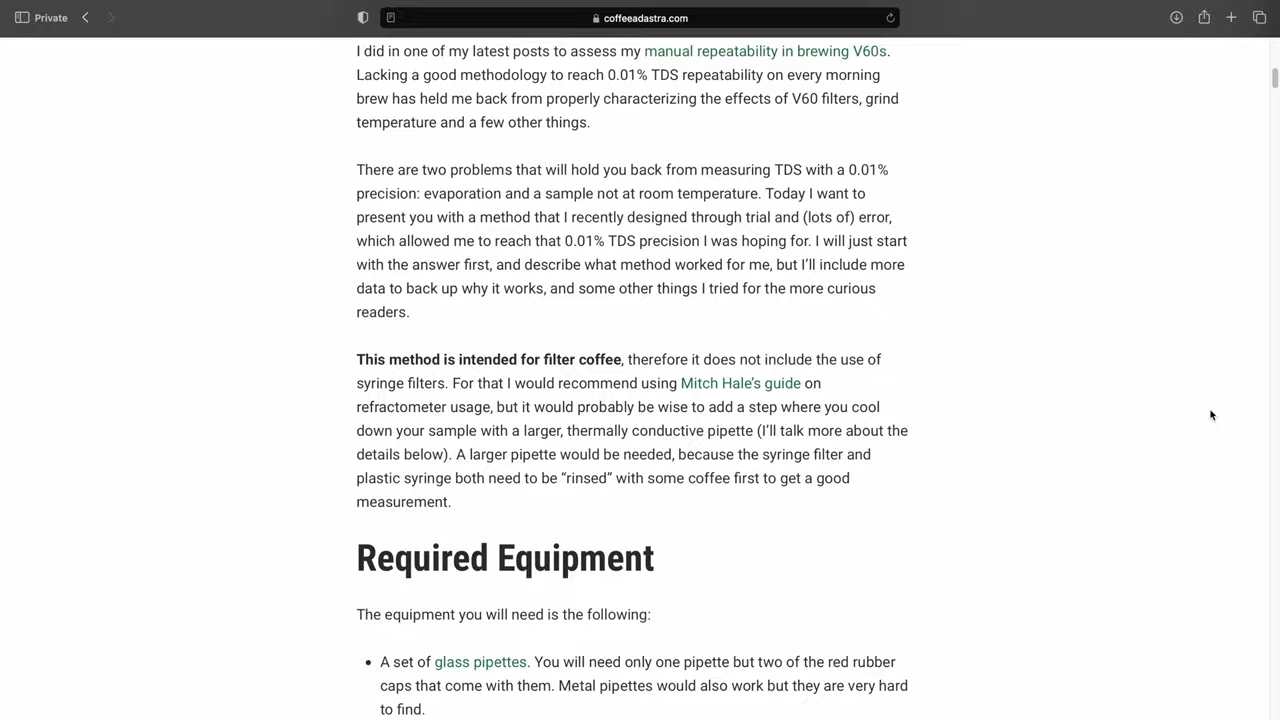 Private
coffeeadastra.com
I did in one of my latest posts to assess my manual repeatability in brewing V60s.
Lacking a good methodology to reach 0.01% TDS repeatability on every morning
brew has held me back from properly characterizing the effects of V60 filters, grind
temperature and a few other things.
There are two problems that will hold you back from measuring TDS with a 0.01%
precision: evaporation and a sample not at room temperature. Today I want to
present you with a method that I recently designed through trial and (lots of) error,
which allowed me to reach that 0.01% TDS precision I was hoping for. I will just start
with the answer first, and describe what method worked for me, but I’ll include more
data to back up why it works, and some other things I tried for the more curious
readers.
This method is intended for filter coffee, therefore it does not include the use of
syringe filters. For that I would recommend using Mitch Hale’s guide on
refractometer usage, but it would probably be wise to add a step where you cool
down your sample with a larger, thermally conductive pipette (I’ll talk more about the
details below). A larger pipette would be needed, because the syringe filter and
plastic syringe both need to be “rinsed” with some coffee first to get a good
measurement.
Required Equipment
The equipment you will need is the following:
• A set of glass pipettes. You will need only one pipette but two of the red rubber
caps that come with them. Metal pipettes would also work but they are very hard
to find.